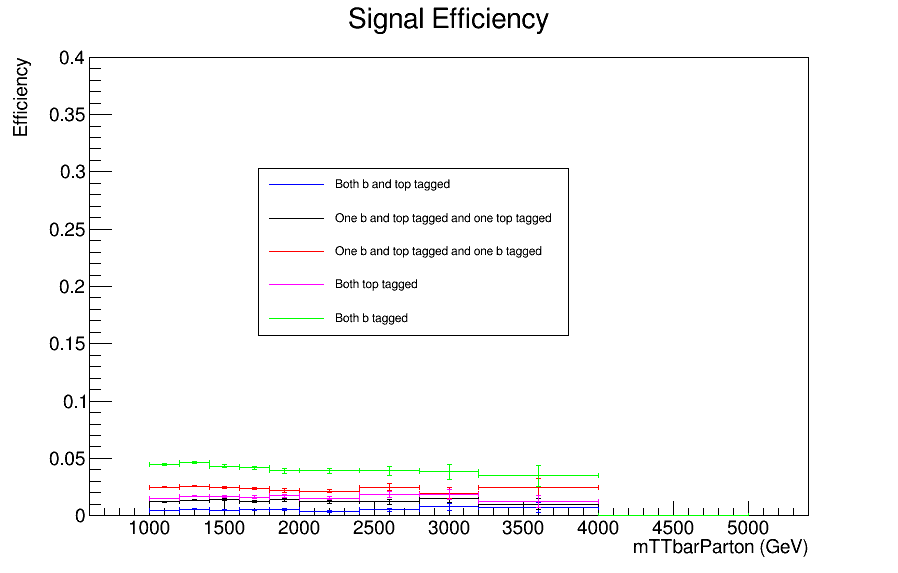 Signal Efficiency
Efficiency
0.4
0.35
0.3
0.25
0.2
0.15
0.1
0.05
0
Both b and top tagged
One b and top tagged and one top tagged
One b and top tagged and one b tagged
Both top tagged
Both b tagged
1000 1500 2000 2500 3000 3500 4000 4500 5000
mTTbarParton (GeV)